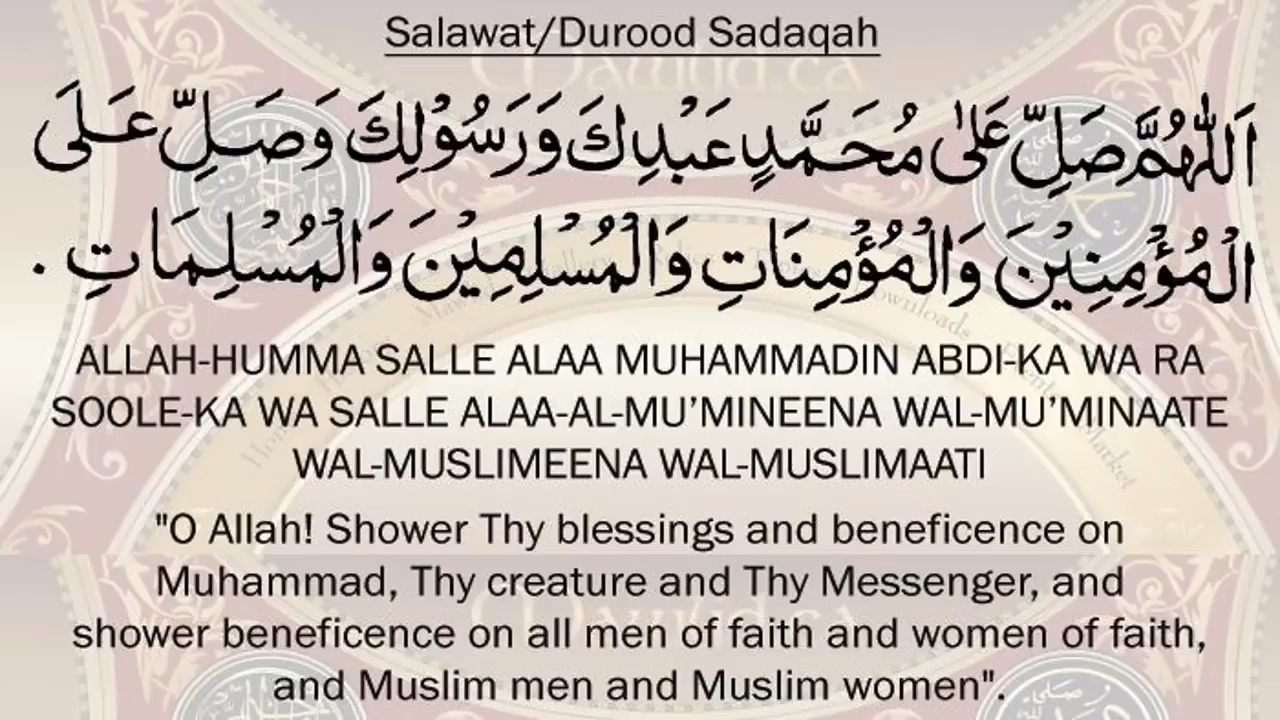 Salawat/Durood Sadaqah
اَللّٰهُمَّ صَلِّ عَلٰى مُحَمَّدٍ عَبْدِكَ وَرَسُوْلِكَ وَصَلِّ عَلَى
الْمُؤْمِنِيْنَ وَالْمُؤْمِنَاتِ وَالْمُسْلِمِيْنَ وَالْمُسْلِمَاتِ .
ALLAH-HUMMA SALLE ALAA MUHAMMADIN ABDI-KA WA RA
SOOLE-KA WA SALLE ALAA-AL-MU’MINEENA WAL-MU’MINAATE
WAL-MUSLIMEENA WAL-MUSLIMAATI
"O Allah! Shower Thy blessings and beneficence on
Muhammad, Thy creature and Thy Messenger, and
shower beneficence on all men of faith and women of faith,
and Muslim men and Muslim women".